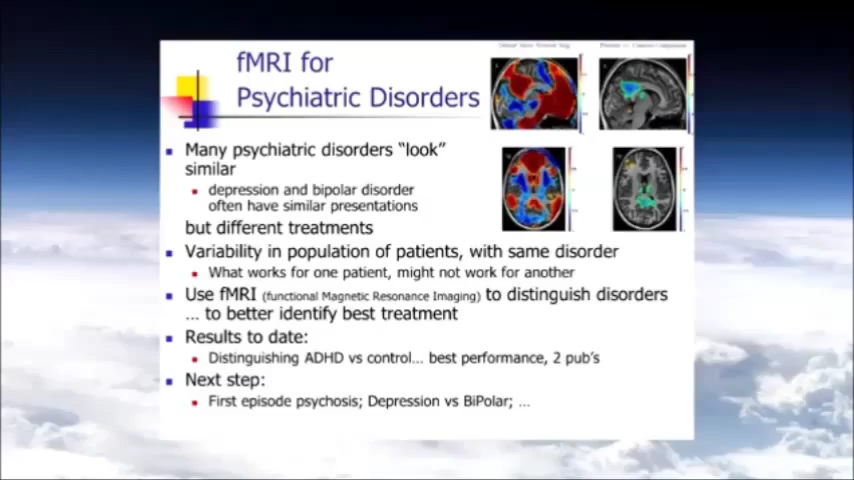 fMRI for
Psychiatric Disorders
Many psychiatric disorders “look”
similar
depression and bipolar disorder
often have similar presentations
but different treatments
Variability in population of patients, with same disorder
What works for one patient, might not work for another
Use fMRI (functional Magnetic Resonance Imaging) to distinguish disorders
... to better identify best treatment
Results to date:
Distinguishing ADHD vs control... best performance, 2 pub’s
Next step:
First episode psychosis; Depression vs BiPolar; ...